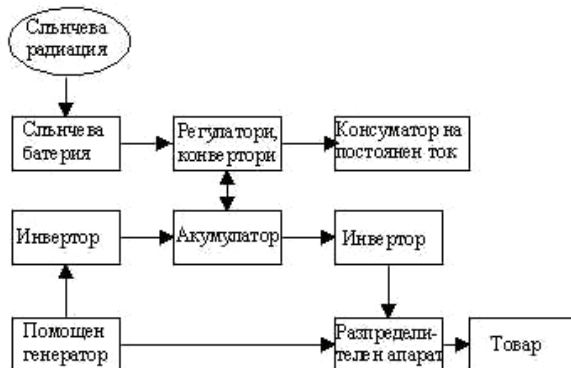 Слънчева
радиация
Слънчева
батерия
Регулатори,
конвертори
Консуматор на
постоянен ток
Инвертор
Акумулатор
Инвертор
Помощен
генератор
Разпредели-
телен апарат
Товар